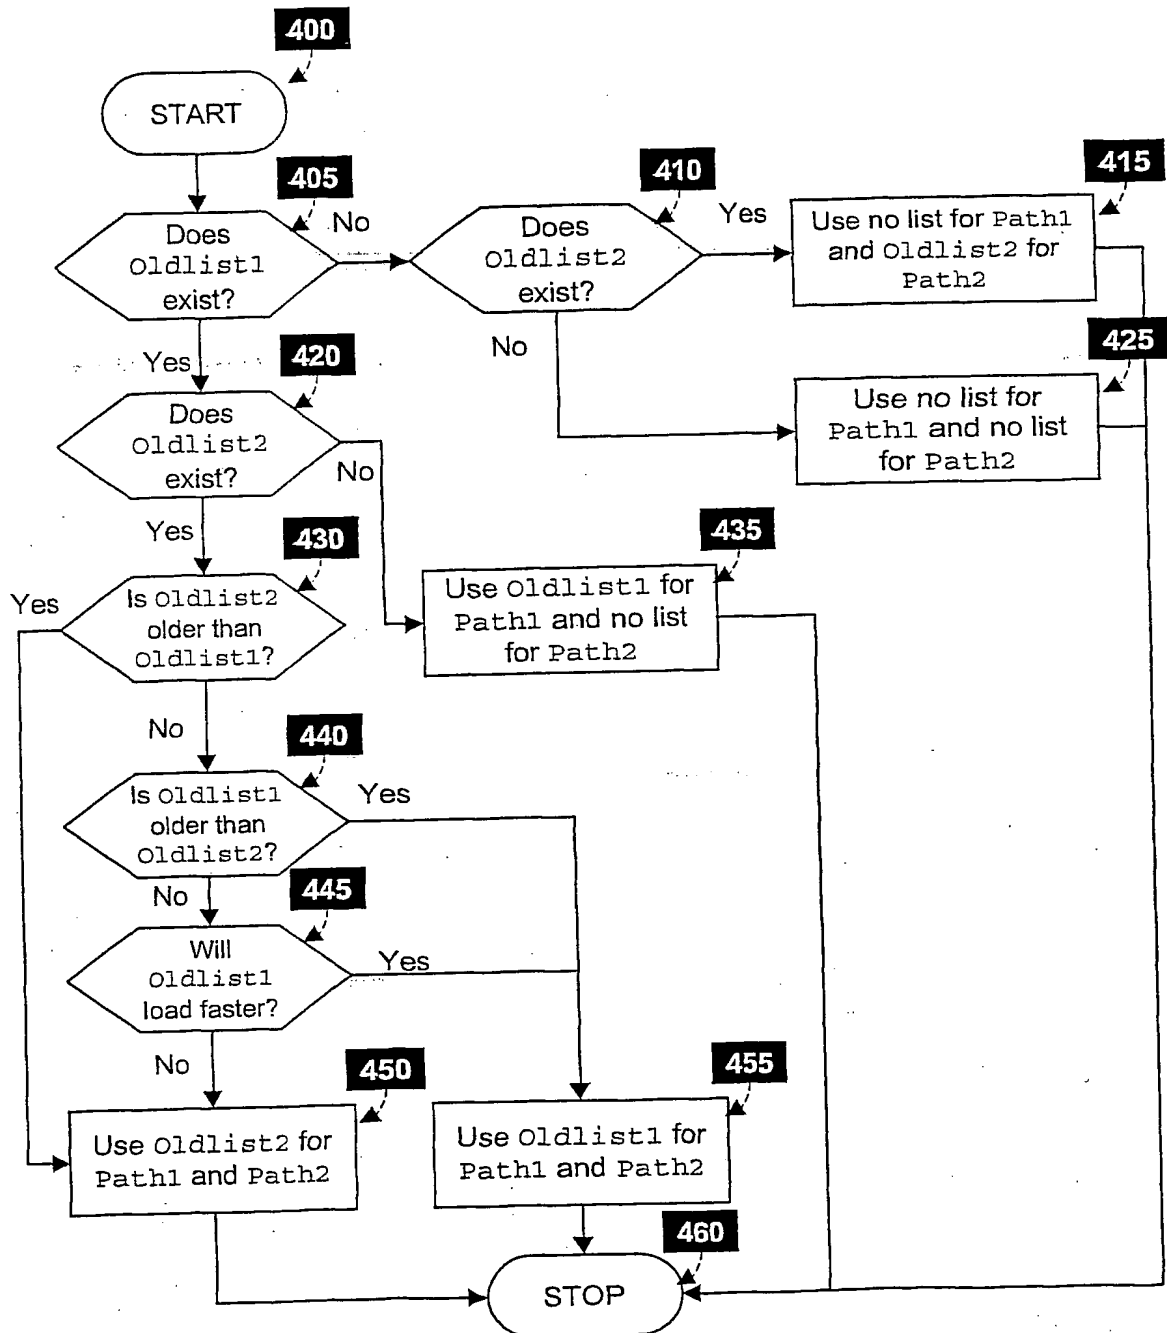 400
START
405
Does
Oldlist1
exist?
No
410
Does
Oldlist2
exist?
Yes
415
Use no list for Path1
and Oldlist2 for
Path2
No
425
Use no list for
Path1 and no list
for Path2
Yes
420
Does
Oldlist2
exist?
No
Yes
430
Is Oldlist2
older than
Oldlist1?
Yes
435
Use Oldlist1 for
Path1 and no list
for Path2
No
440
Is Oldlist1
older than
Oldlist2?
Yes
No
445
Will
Oldlist1
load faster?
Yes
No
450
Use Oldlist2 for
Path1 and Path2
455
Use Oldlist1 for
Path1 and Path2
460
STOP